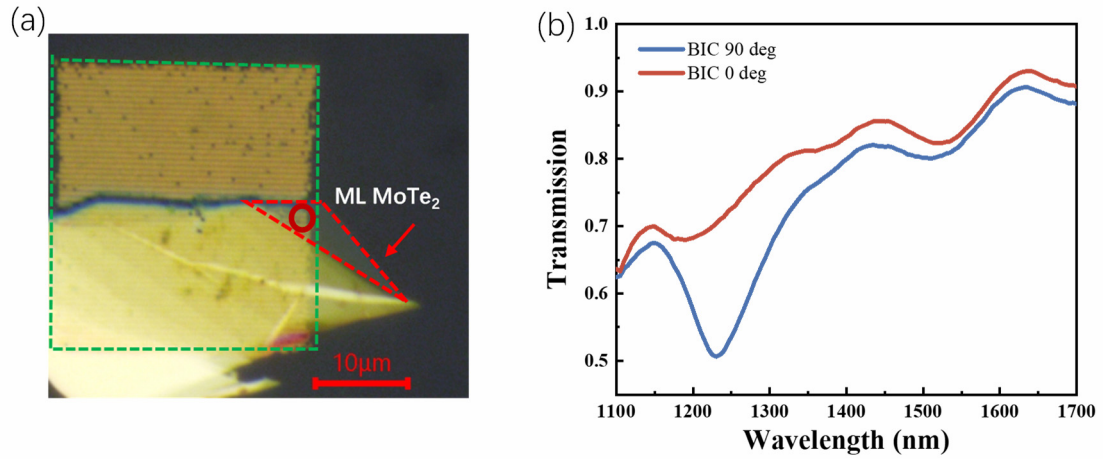 (a)
ML MoTe₂
10μm
(b)
BIC 90 deg
BIC 0 deg
Transmission
1.0
0.9
0.8
0.7
0.6
0.5
1100 1200 1300 1400 1500 1600 1700
Wavelength (nm)